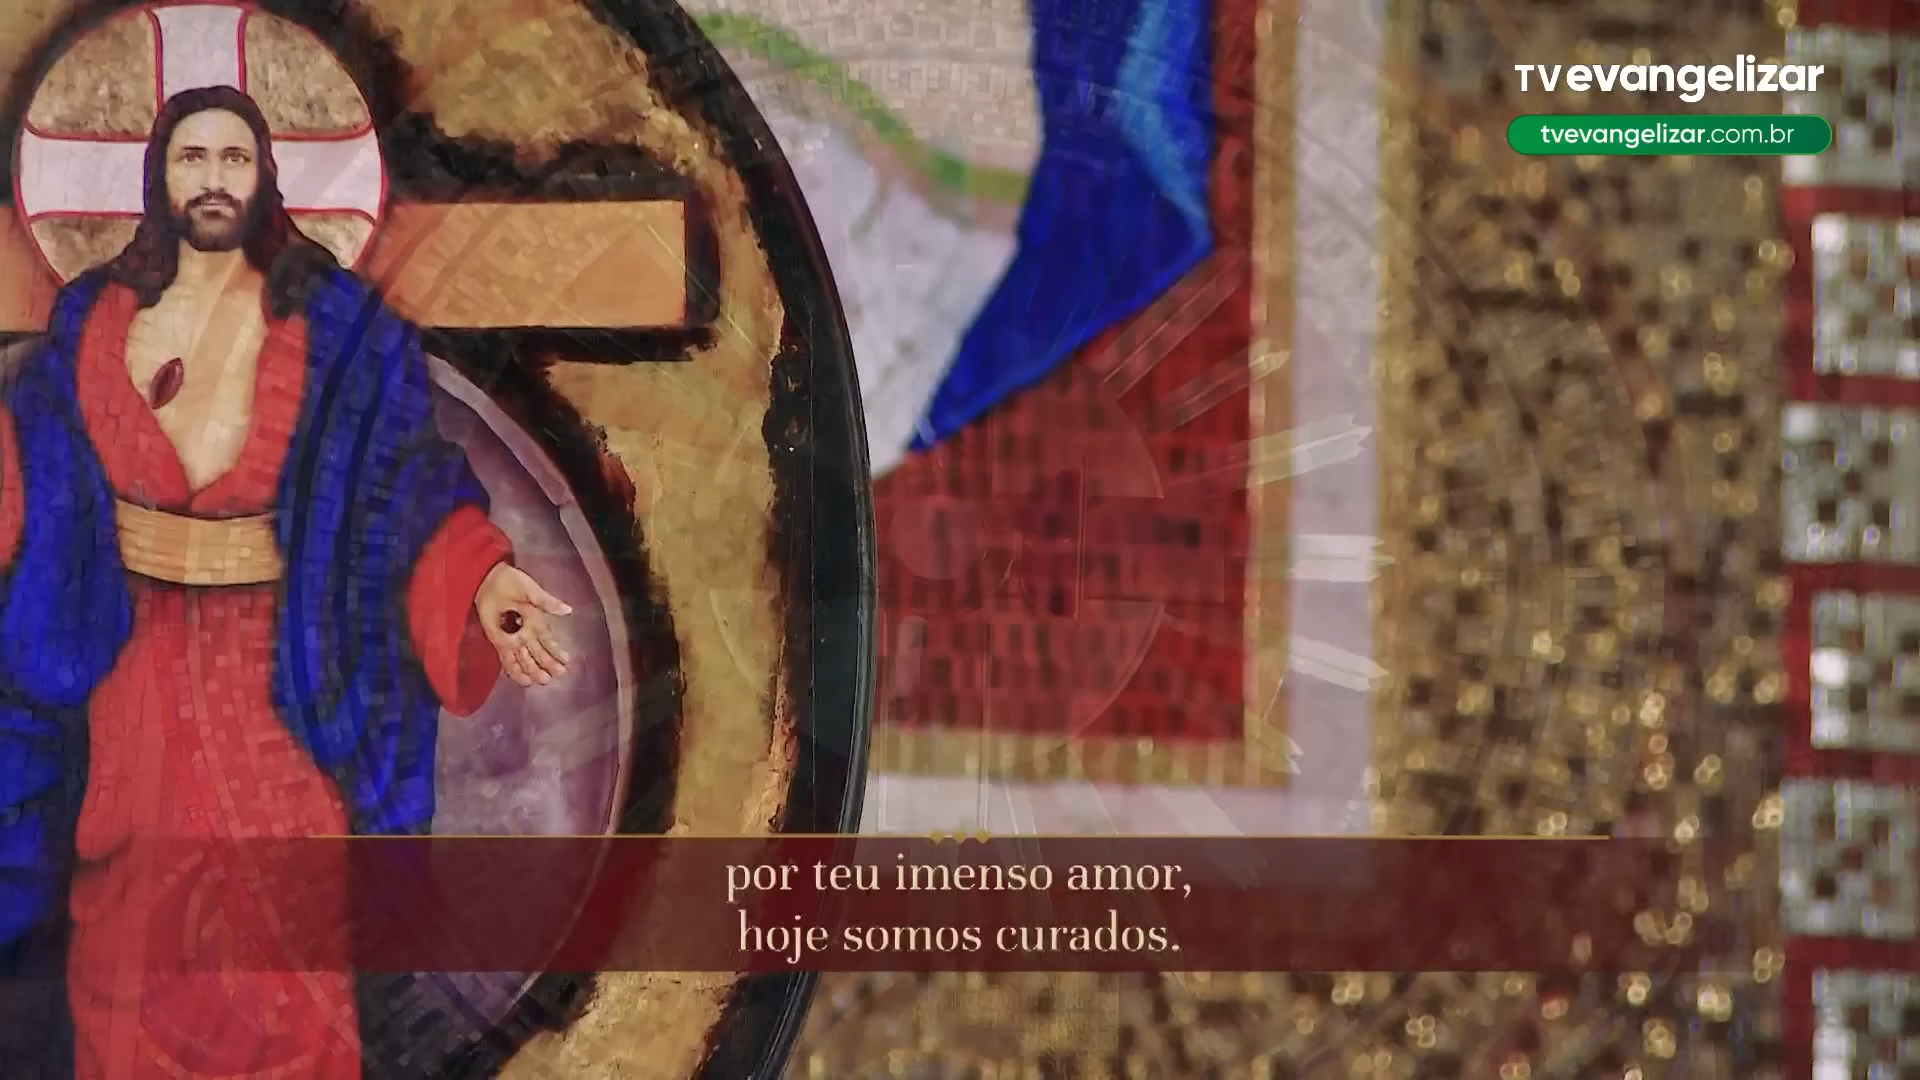 TVevangelizar
tvevangelizar.com.br
por teu imenso amor,
hoje somos curados.